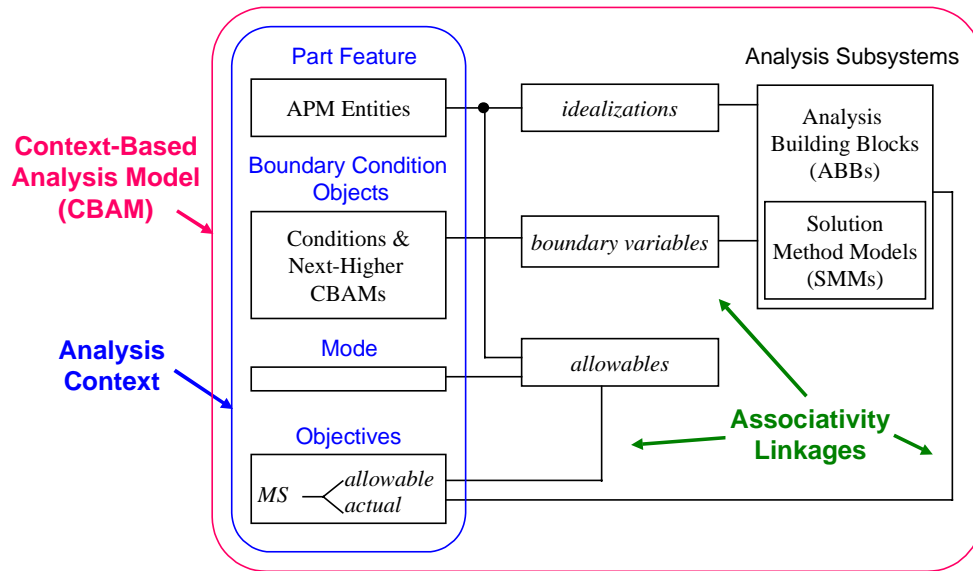 Part Feature
Analysis Subsystems
APM Entities
idealizations
Analysis
Building Blocks
(ABBs)
Context-Based
Analysis Model
(CBAM)
Boundary Condition
Objects
Conditions &
Next-Higher
CBAMs
boundary variables
Solution
Method Models
(SMMs)
Analysis
Context
Mode
allowables
Associativity
Linkages
Objectives
MS
allowable
actual